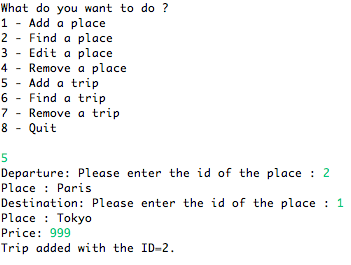 What do you want to do ?
1 - Add a place
2 - Find a place
3 - Edit a place
4 - Remove a place
5 - Add a trip
6 - Find a trip
7 - Remove a trip
8 - Quit
5
Departure: Please enter the id of the place : 2
Place : Paris
Destination: Please enter the id of the place : 1
Place : Tokyo
Price: 999
Trip added with the ID=2.